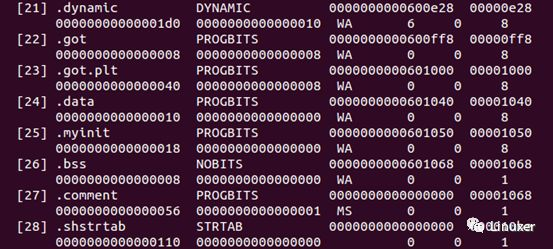 [21] .dynamic DYNAMIC 0000000000600e28 00000e28
00000000000001d0 0000000000000010 WA 6 0 8
[22] .got PROGBITS 0000000000600ff8 00000ff8
0000000000000008 0000000000000008 WA 0 0 8
[23] .got.plt PROGBITS 0000000000601000 00001000
0000000000000040 0000000000000008 WA 0 0 8
[24] .data PROGBITS 0000000000601040 00001040
0000000000000010 0000000000000000 WA 0 0 8
[25] .myinit PROGBITS 0000000000601050 00001050
0000000000000018 0000000000000000 WA 0 0 8
[26] .bss NOBITS 0000000000601068 00001068
0000000000000008 0000000000000000 WA 0 0 1
[27] .comment PROGBITS 0000000000000000 00001068
0000000000000056 0000000000000001 MS 0 0 1
[28] .shstrtab STRTAB 0000000000000000
Linuxer
0000000000000110 0000000000000000 0 0 1